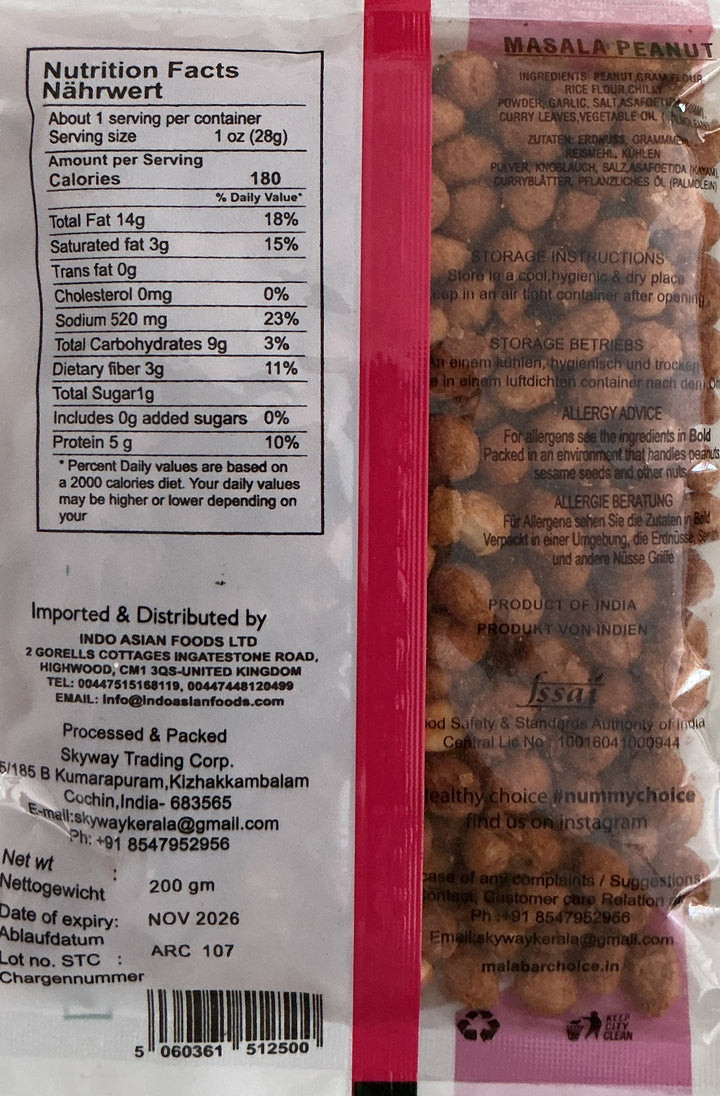 Nutrition Facts
Nährwert
About 1 serving per container
Serving size 1 oz (28g)
Amount per Serving
Calories 180
% Daily Value*
Total Fat 14g 18%
Saturated fat 3g 15%
Trans fat 0g
Cholesterol 0mg 0%
Sodium 520 mg 23%
Total Carbohydrates 9g 3%
Dietary fiber 3g 11%
Total Sugar1g
Includes 0g added sugars 0%
Protein 5 g 10%
* Percent Daily values are based on
a 2000 calories diet. Your daily values
may be higher or lower depending on
your
Imported & Distributed by
INDO ASIAN FOODS LTD
2 GORELLS COTTAGES INGATESTONE ROAD,
HIGHWOOD, CM1 3QS-UNITED KINGDOM
TEL: 00447515168119, 00447448120499
EMAIL: Info@indoasianfoods.com
Processed & Packed
Skyway Trading Corp.
5/185 B Kumarapuram,Kizhakkambalam
Cochin,India- 683565
E-mail:skywaykerala@gmail.com
Ph: +91 8547952956
Net wt :
Nettogewicht 200 gm
Date of expiry: NOV 2026
Ablaufdatum
Lot no. STC : ARC 107
Chargennummer
5 060361 512500
MASALA PEANUT
INGREDIENTS: PEANUT,GRAM FLOUR,
RICE FLOUR,CHILLY
POWDER, GARLIC, SALT,ASAFOETIDA
CURRY LEAVES,VEGETABLE OIL (
ZUTATEN: ERDNUSS,
REISMEHL, KÜHLEN
PULVER, KNOBLAUCH, SALZ,ASAFOETIDA (KAYAM),
CURRYBLÄTTER, PFLANZLICHES ÖL (PALMOLEIN)
STORAGE INSTRUCTIONS
Store in a cool,hygienic & dry place
in an air tight container after opening
STORAGE BETRIEBS
einem kühlen, hygienisch und trocken
in einem luftdichten container nach dem
ALLERGY ADVICE
For allergens see the ingredients in Bold
Packed in an environment that handles peanuts
sesame seeds and other nuts
ALLERGIE BERATUNG
Für Allergene sehen Sie die Zutaten in Bold
Verpackt in einer Umgebung, die Erdnüsse,
und andere Nüsse Griffe
PRODUCT OF INDIA
PRODUKT VON INDIEN
fssai
Safety & Standards Authority of India
Central Lic No : 10016041000944
healthy choice #nummychoice
find us on instagram
case of any complaints / Suggestions
Contact, Customer care Relation
Ph :+91 8547952956
Email:skywaykerala@gmail.com
malabarchoice.in
KEEP
CITY
CLEAN